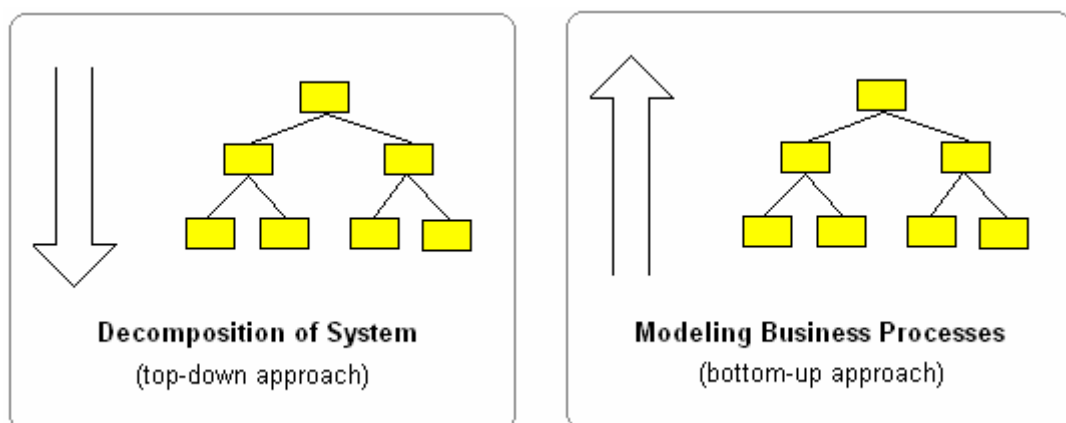 Decomposition of System
(top-down approach)
Modeling Business Processes
(bottom-up approach)